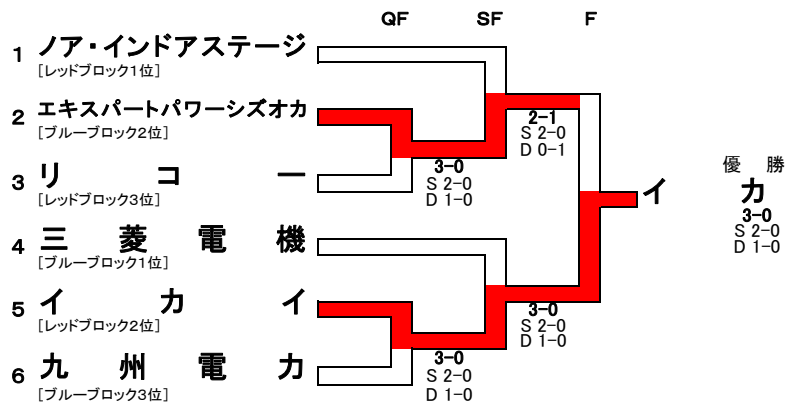 QF SF F
1 ノア・インドアステージ
[レッドブロック1位]
2 エキスパートパワーシズオカ
[ブルーブロック2位]
2-1
S 2-0
D 0-1
3-0
S 2-0
D 1-0
3 リコー
[レッドブロック3位]
優勝
イカ
3-0
S 2-0
D 1-0
4 三菱電機
[ブルーブロック1位]
5 イカイ
[レッドブロック2位]
3-0
S 2-0
D 1-0
3-0
S 2-0
D 1-0
6 九州電力
[ブルーブロック3位]